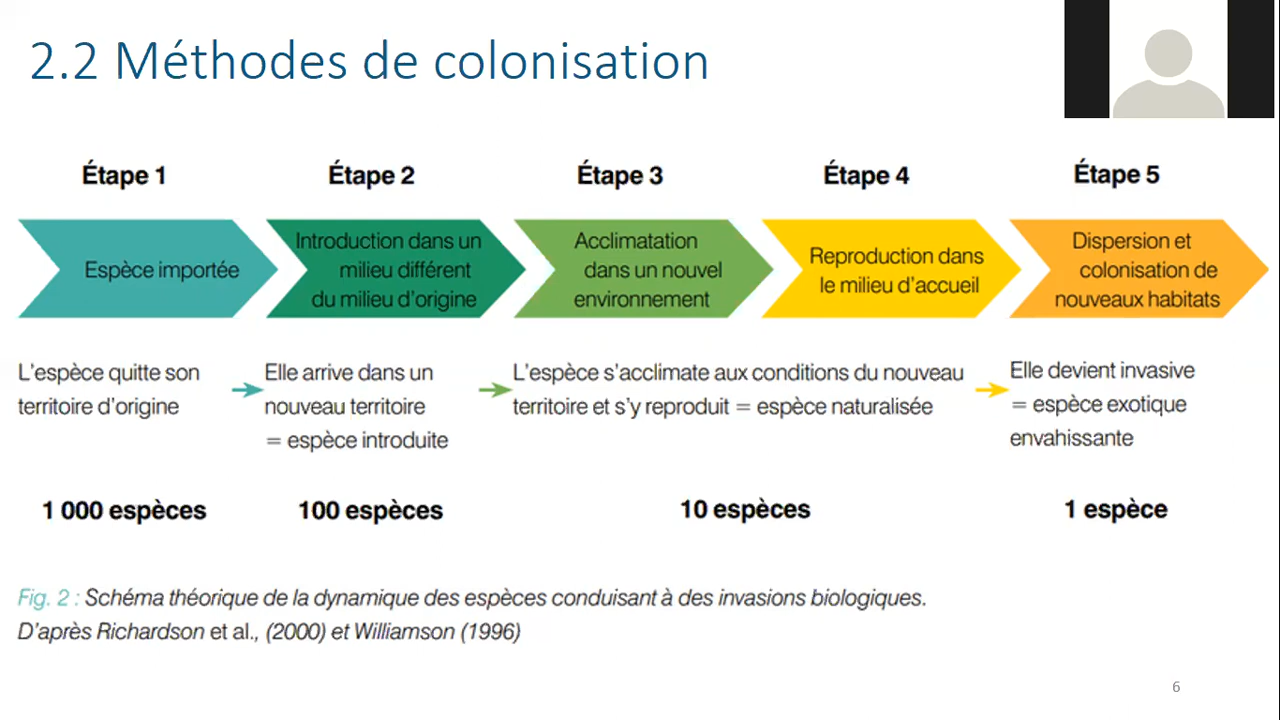 2.2 Méthodes de colonisation
Étape 1
Étape 2
Étape 3
Étape 4
Étape 5
Espèce importée
Introduction dans un
milieu différent
du milieu d'origine
Acclimatation
dans un nouvel
environnement
Reproduction dans
le milieu d'accueil
Dispersion et
colonisation de
nouveaux habitats
L'espèce quitte son
territoire d'origine
Elle arrive dans un
nouveau territoire
= espèce introduite
L'espèce s'acclimate aux conditions du nouveau
territoire et s'y reproduit = espèce naturalisée
Elle devient invasive
= espèce exotique
envahissante
1 000 espèces
100 espèces
10 espèces
1 espèce
Fig. 2 : Schéma théorique de la dynamique des espèces conduisant à des invasions biologiques.
D'après Richardson et al., (2000) et Williamson (1996)
6